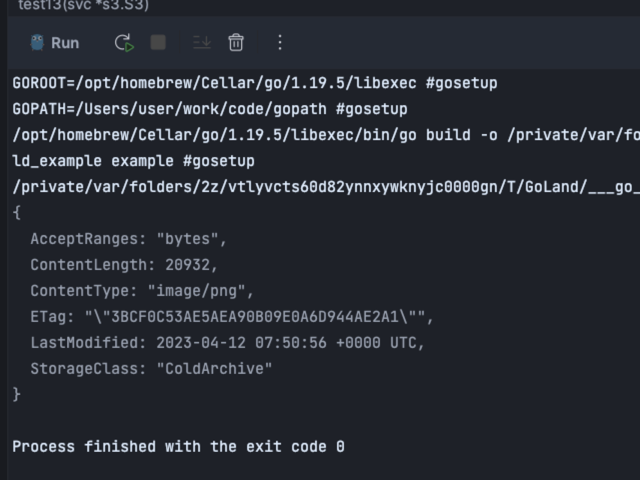 test13(svc *s3.S3)
Run
GOROOT=/opt/homebrew/Cellar/go/1.19.5/libexec #gosetup
GOPATH=/Users/user/work/code/gopath #gosetup
/opt/homebrew/Cellar/go/1.19.5/libexec/bin/go build -o /private/var/fo
ld_example example #gosetup
/private/var/folders/2z/vtlyvcts60d82ynnxywknyjc0000gn/T/GoLand/___go_
{
  AcceptRanges: "bytes",
  ContentLength: 20932,
  ContentType: "image/png",
  ETag: "\"3BCF0C53AE5AEA90B09E0A6D944AE2A1\"",
  LastModified: 2023-04-12 07:50:56 +0000 UTC,
  StorageClass: "ColdArchive"
}
Process finished with the exit code 0